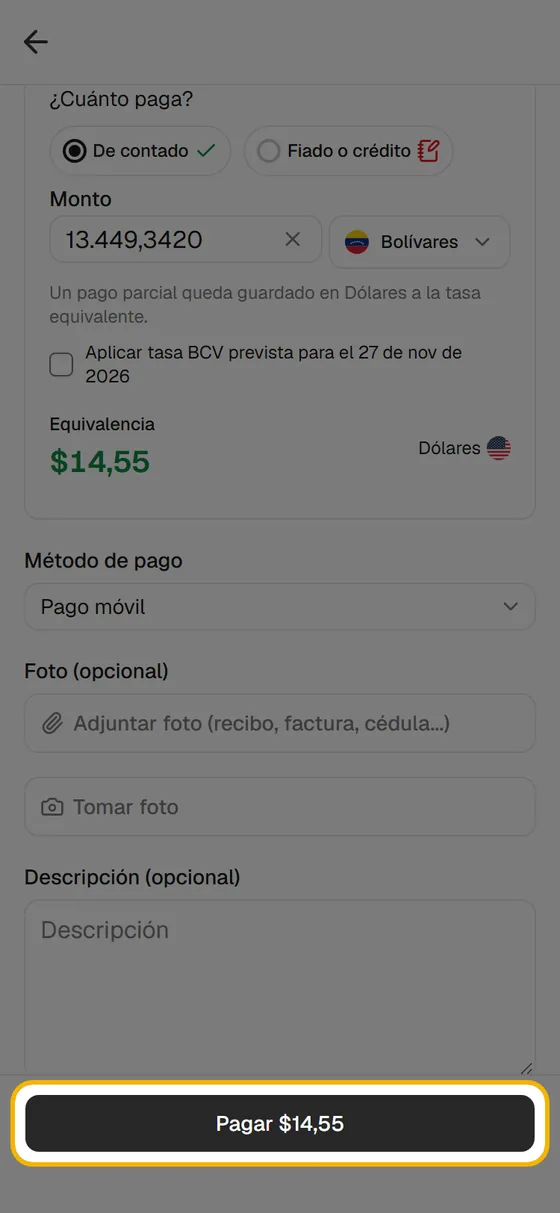 ¿Cuánto paga?
De contado
Fiado o crédito
Monto
13.449,3420
Bolívares
Un pago parcial queda guardado en Dólares a la tasa
equivalente.
Aplicar tasa BCV prevista para el 27 de nov de
2026
Equivalencia
$14,55
Dólares
Método de pago
Pago móvil
Foto (opcional)
Adjuntar foto (recibo, factura, cédula...)
Tomar foto
Descripción (opcional)
Descripción
Pagar $14,55